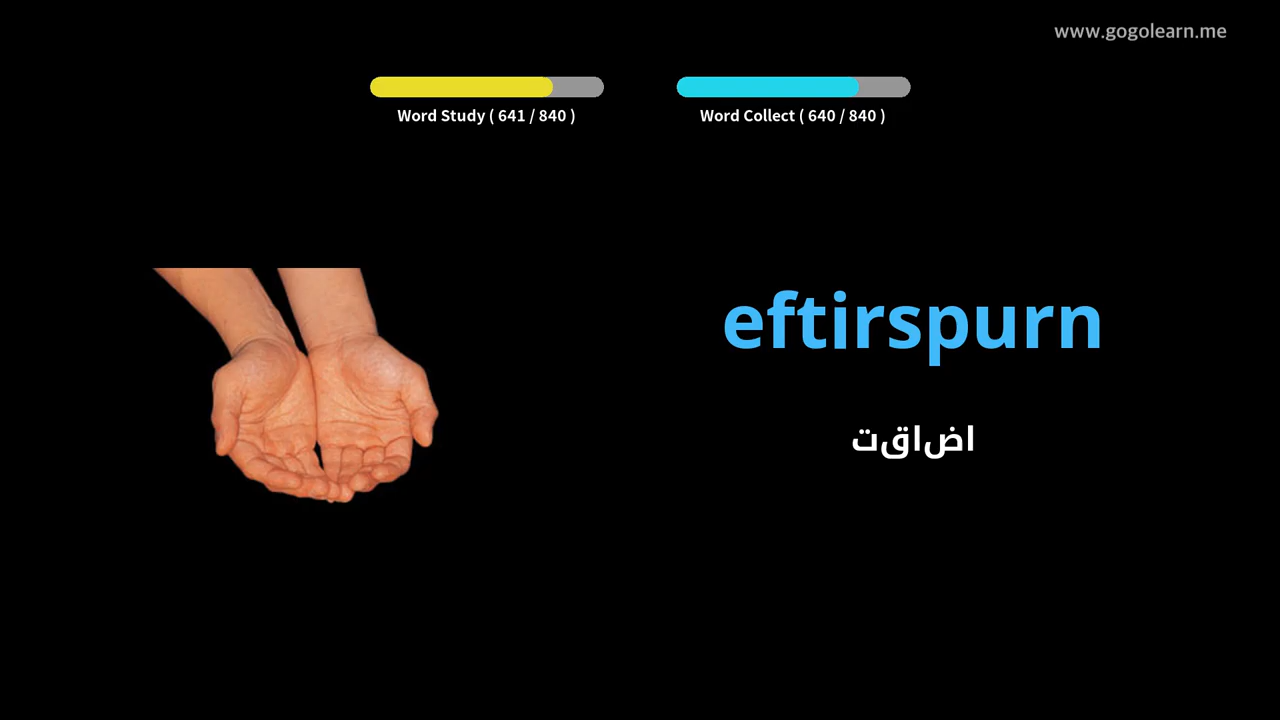 www.gogolearn.me
Word Study ( 641 / 840 )
Word Collect ( 640 / 840 )
eftirspurn
اضاقت